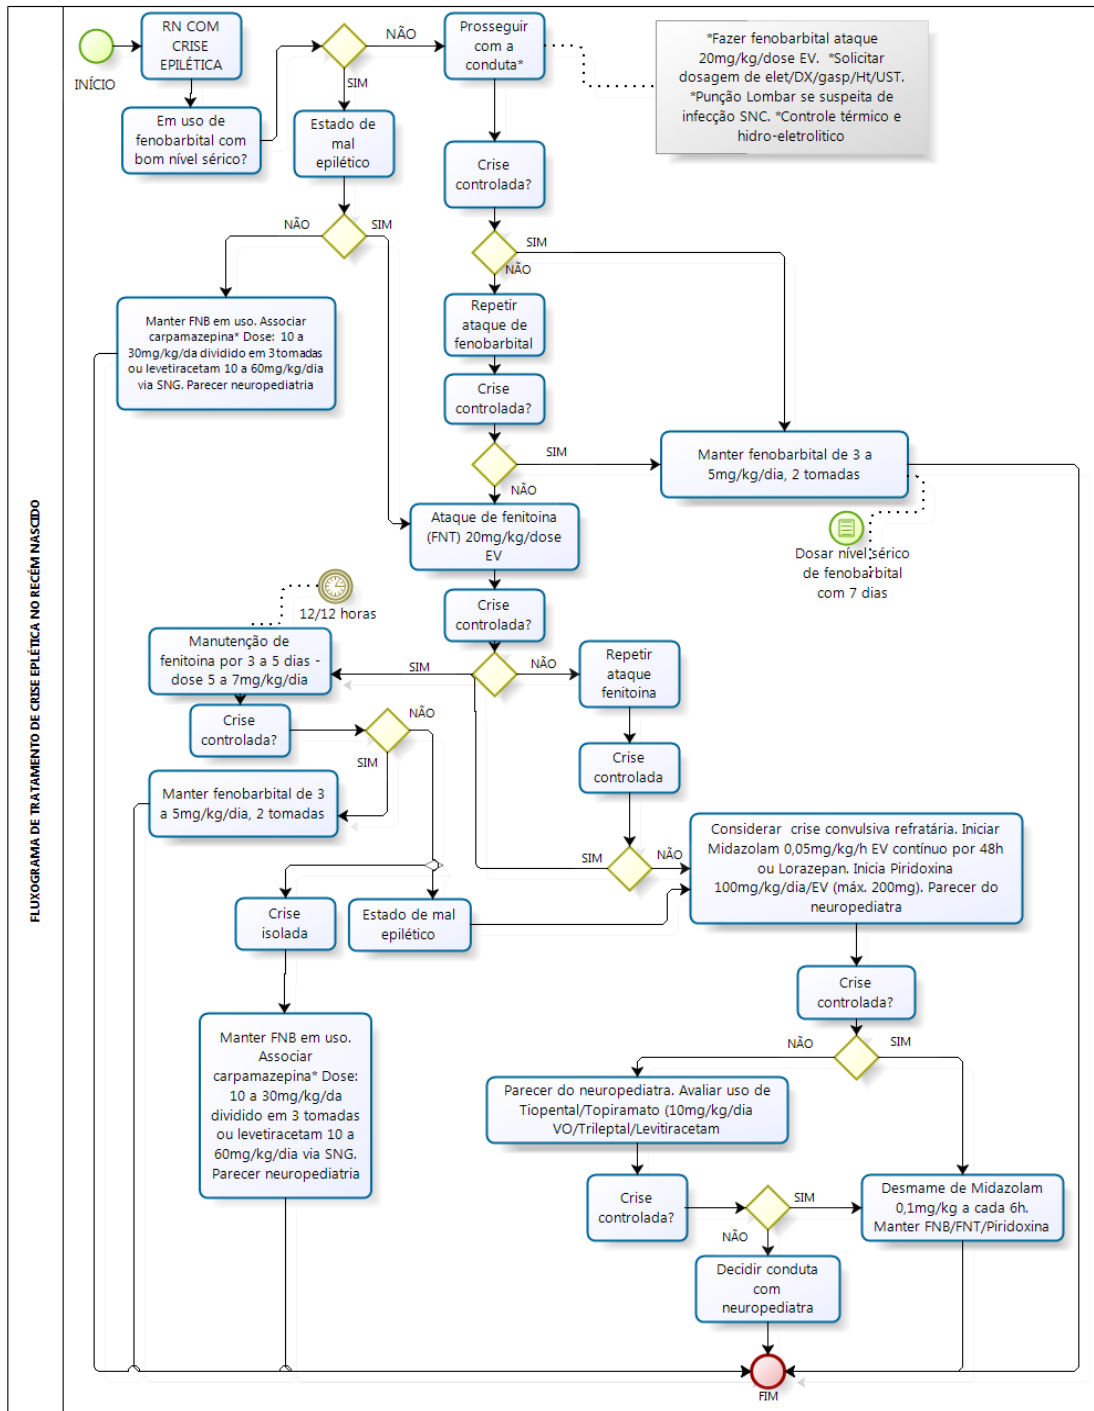 FLUXOGRAMA DE TRATAMENTO DE CRISE EPLÉTICA NO RECÉM NASCIDO
INÍCIO
RN COM
CRISE
EPILÉTICA
Em uso de
fenobarbital com
bom nível sérico?
NÃO
SIM
Prosseguir
com a
conduta*
*Fazer fenobarbital ataque
20mg/kg/dose EV. *Solicitar
dosagem de elet/DX/gasp/Ht/UST.
*Punção Lombar se suspeita de
infecção SNC. *Controle térmico e
hidro-eletrolitico
Estado de
mal
epilético
NÃO
SIM
Crise
controlada?
SIM
NÃO
Manter FNB em uso. Associar
carpamazepina* Dose: 10 a
30mg/kg/da dividido em 3 tomadas
ou levetiracetam 10 a 60mg/kg/dia
via SNG. Parecer neuropediatria
Repetir
ataque de
fenobarbital
Crise
controlada?
SIM
NÃO
Manter fenobarbital de 3 a
5mg/kg/dia, 2 tomadas
Dosar nível sérico
de fenobarbital
com 7 dias
Ataque de fenitoina
(FNT) 20mg/kg/dose
EV
Crise
controlada?
SIM
NÃO
12/12 horas
Manutenção de
fenitoina por 3 a 5 dias -
dose 5 a 7mg/kg/dia
Repetir
ataque
fenitoina
Crise
controlada?
NÃO
SIM
Crise
controlada
SIM
NÃO
Manter fenobarbital de 3
a 5mg/kg/dia, 2 tomadas
Considerar crise convulsiva refratária. Iniciar
Midazolam 0,05mg/kg/h EV contínuo por 48h
ou Lorazepan. Inicia Piridoxina
100mg/kg/dia/EV (máx. 200mg). Parecer do
neuropediatra
Crise
isolada
Estado de mal
epilético
Crise
controlada?
NÃO
SIM
Manter FNB em uso.
Associar
carpamazepina* Dose:
10 a 30mg/kg/da
dividido em 3 tomadas
ou levetiracetam 10 a
60mg/kg/dia via SNG.
Parecer neuropediatria
Parecer do neuropediatra. Avaliar uso de
Tiopental/Topiramato (10mg/kg/dia
VO/Trileptal/Levitiracetam
Crise
controlada?
SIM
NÃO
Desmame de Midazolam
0,1mg/kg a cada 6h.
Manter FNB/FNT/Piridoxina
Decidir conduta
com
neuropediatra
FIM